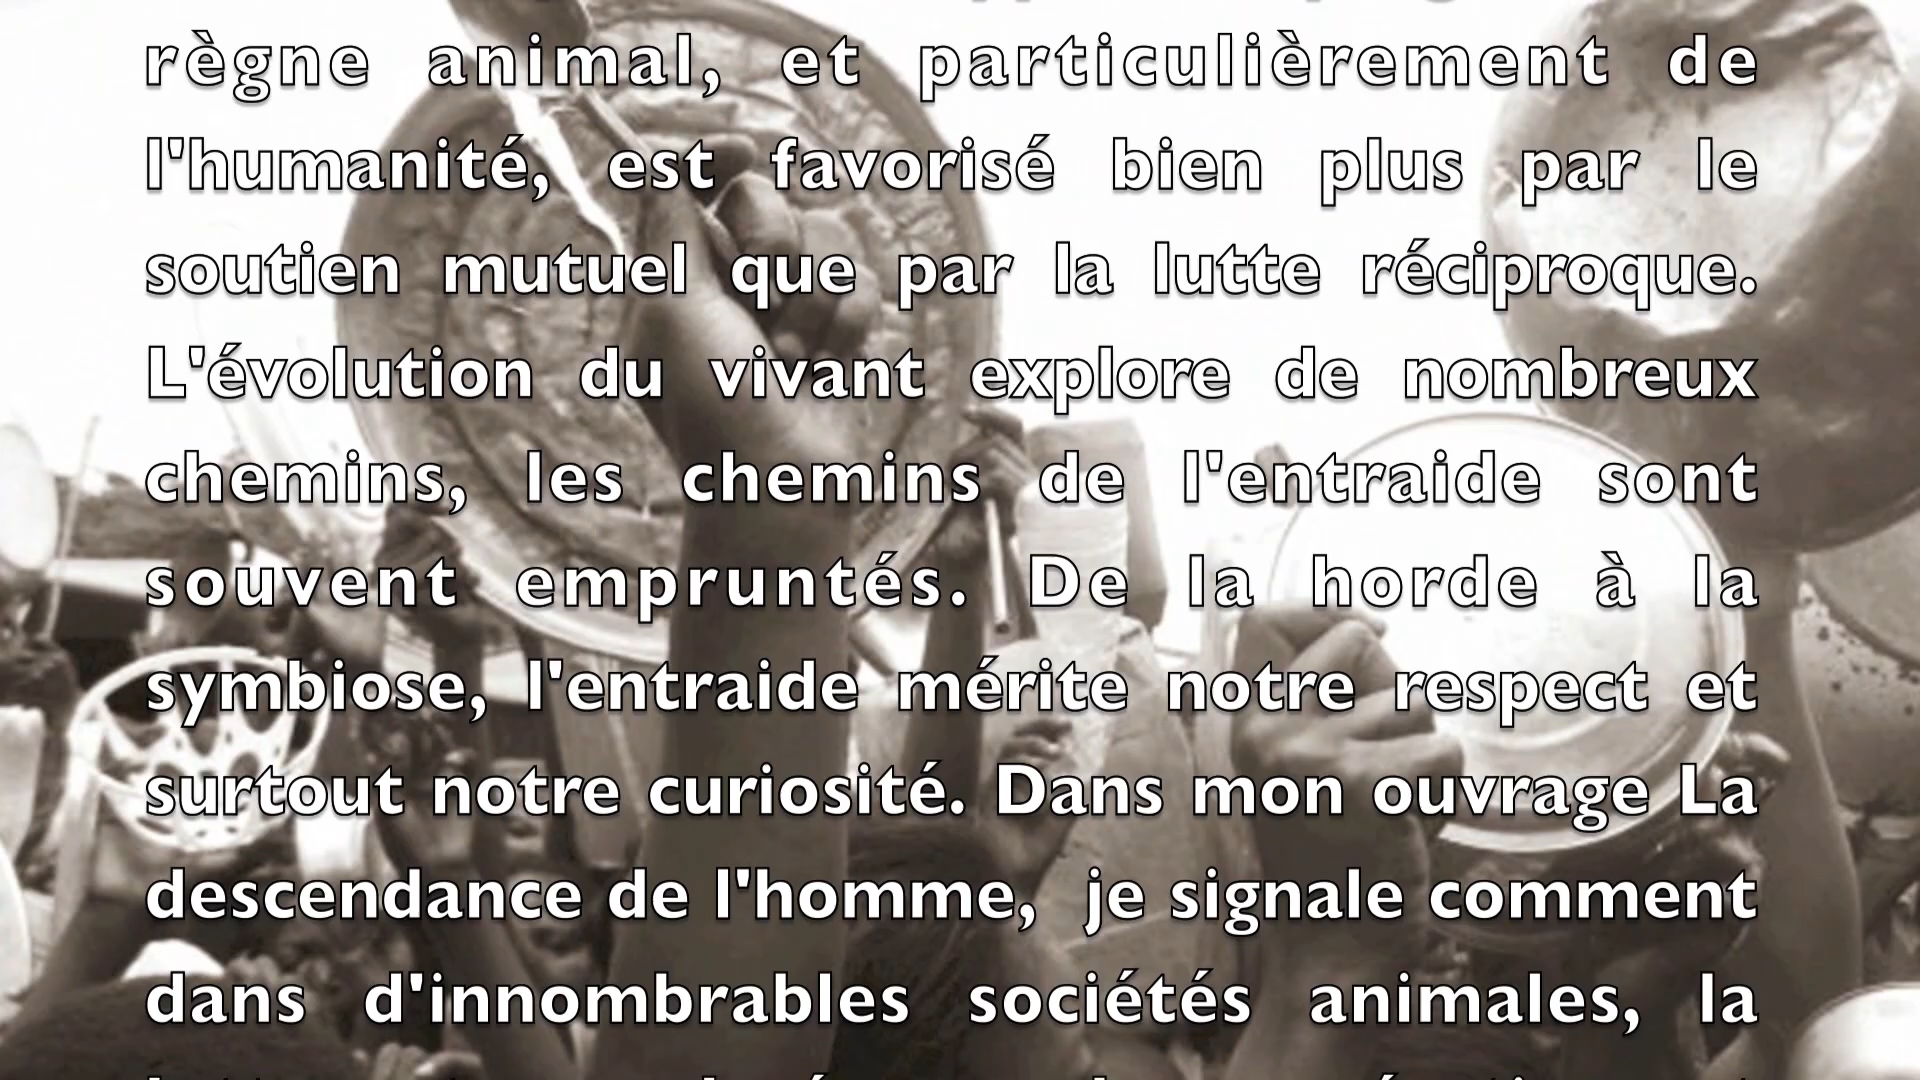 règne animal, et particulièrement de
l'humanité, est favorisé bien plus par le
soutien mutuel que par la lutte réciproque.
L'évolution du vivant explore de nombreux
chemins, les chemins de l'entraide sont
souvent empruntés. De la horde à la
symbiose, l'entraide mérite notre respect et
surtout notre curiosité. Dans mon ouvrage La
descendance de l'homme, je signale comment
dans d'innombrables sociétés animales, la